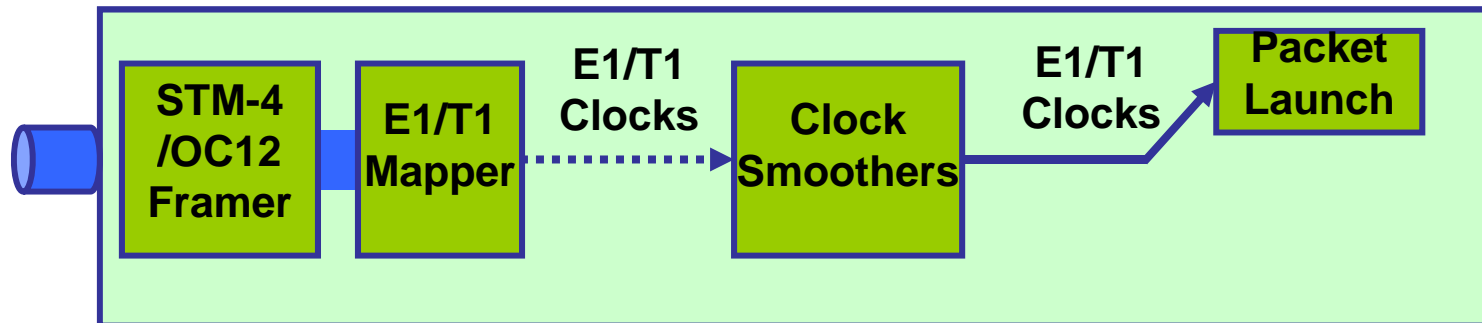 STM-4
/OC12
Framer
E1/T1
Mapper
E1/T1
Clocks
Clock
Smoothers
E1/T1
Clocks
Packet
Launch